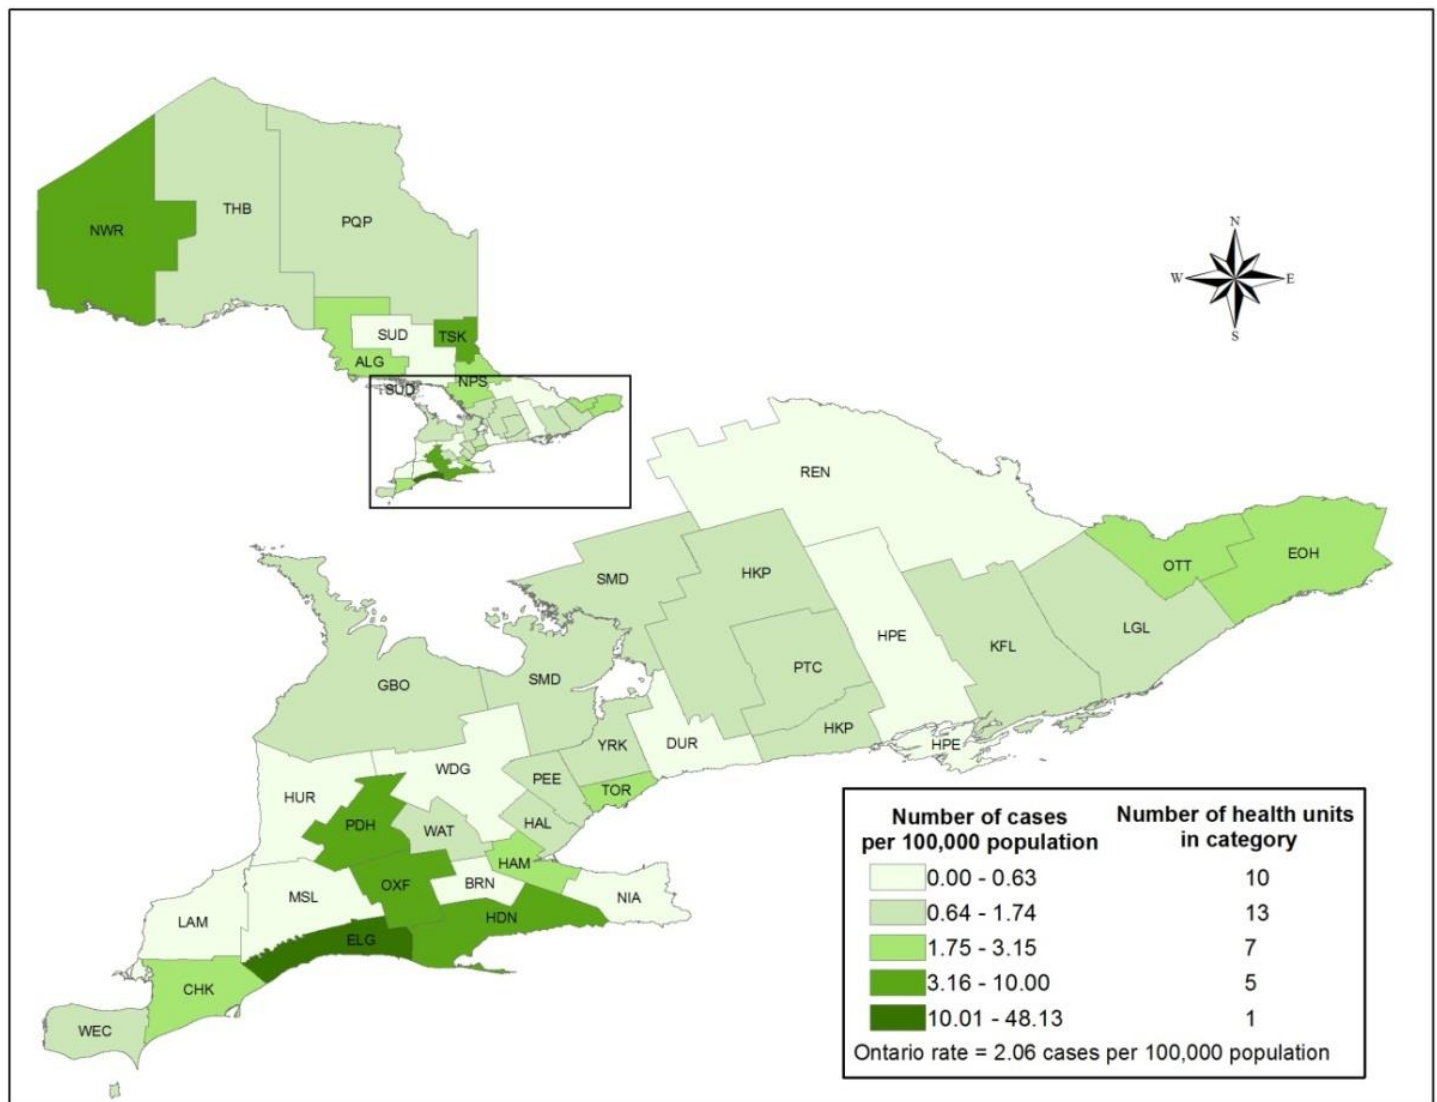 N
W
E
S
NWR
THB
PQP
SUD
TSK
ALG
NPS
SUD
REN
OTT
EOH
SMD
HKP
HPE
KFL
LGL
PTC
GBO
SMD
HKP
HPE
YRK
DUR
WDG
PEE
TOR
HUR
PDH
WAT
HAL
HAM
OXF
BRN
MSL
NIA
LAM
HDN
ELG
CHK
WEC
Number of cases
per 100,000 population
Number of health units
in category
0.00 - 0.63 10
0.64 - 1.74 13
1.75 - 3.15 7
3.16 - 10.00 5
10.01 - 48.13 1
Ontario rate = 2.06 cases per 100,000 population